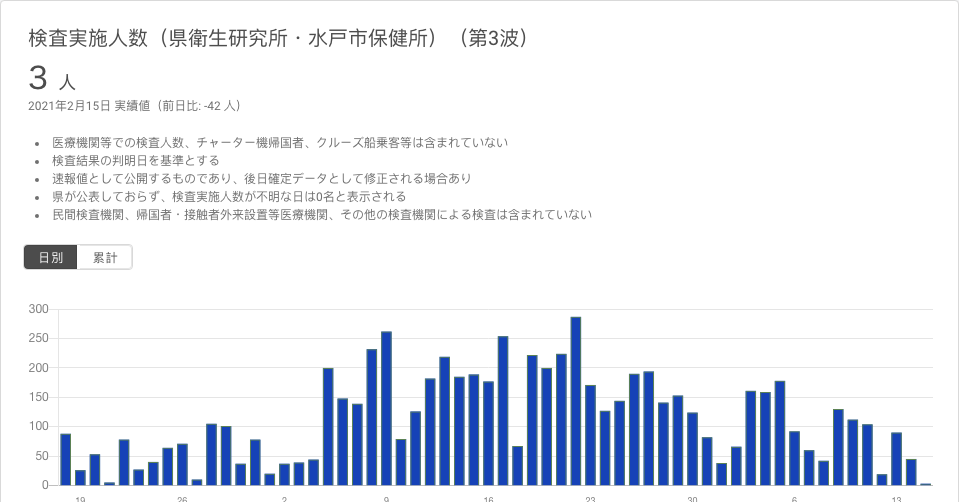 検査実施人数（県衛生研究所・水戸市保健所）（第3波）
3 人
2021年2月15日 実績値（前日比: -42 人）
• 医療機関等での検査人数、チャーター機帰国者、クルーズ船乗客等は含まれていない
• 検査結果の判明日を基準とする
• 速報値として公開するものであり、後日確定データとして修正される場合あり
• 県が公表しておらず、検査実施人数が不明な日は0名と表示される
• 民間検査機関、帰国者・接触者外来設置等医療機関、その他の検査機関による検査は含まれていない
日別 累計
300
250
200
150
100
50
0
19 26 2 9 16 23 30 6 13